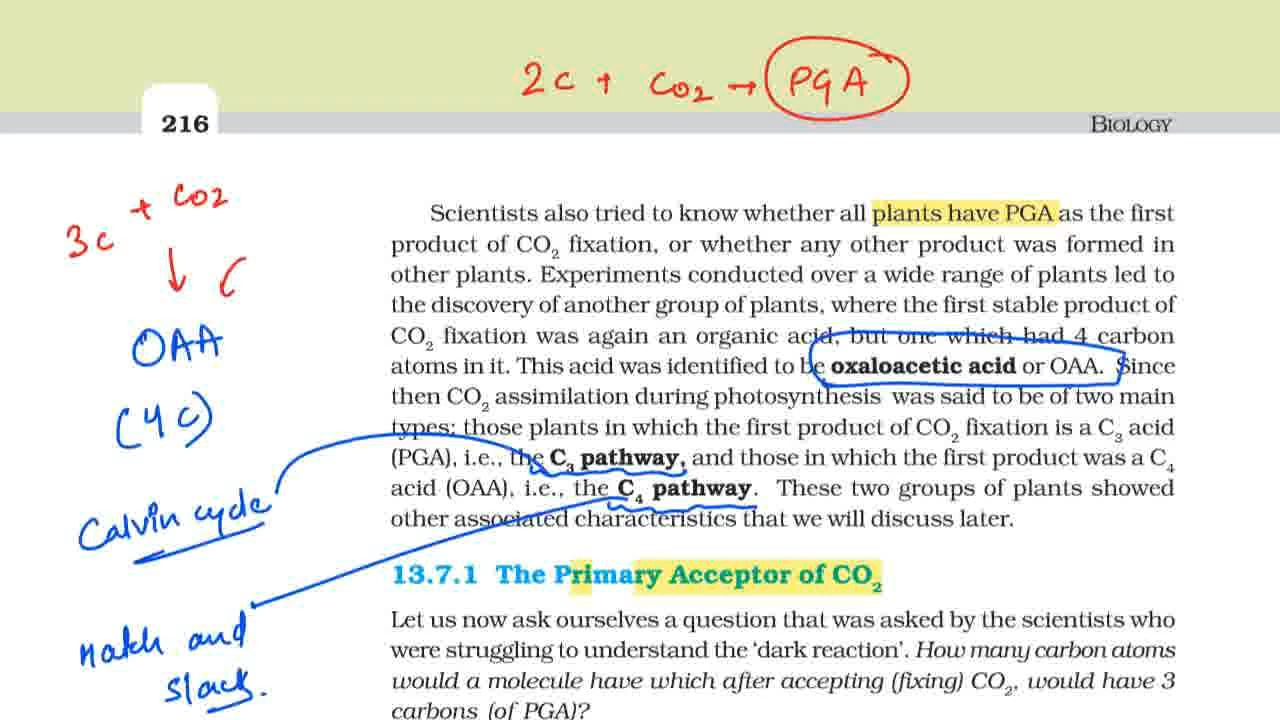 2C + CO2 → PGA
216
BIOLOGY
+ CO2
3C
↓ (
OAA
(4C)
Calvin cycle
Hatch and
slack.
Scientists also tried to know whether all plants have PGA as the first
product of CO₂ fixation, or whether any other product was formed in
other plants. Experiments conducted over a wide range of plants led to
the discovery of another group of plants, where the first stable product of
CO₂ fixation was again an organic acid, but one which had 4 carbon
atoms in it. This acid was identified to be oxaloacetic acid or OAA. Since
then CO₂ assimilation during photosynthesis was said to be of two main
types: those plants in which the first product of CO₂ fixation is a C₃ acid
(PGA), i.e., the C₃ pathway, and those in which the first product was a C₄
acid (OAA), i.e., the C₄ pathway. These two groups of plants showed
other associated characteristics that we will discuss later.
13.7.1 The Primary Acceptor of CO₂
Let us now ask ourselves a question that was asked by the scientists who
were struggling to understand the ‘dark reaction’. How many carbon atoms
would a molecule have which after accepting (fixing) CO₂, would have 3
carbons (of PGA)?